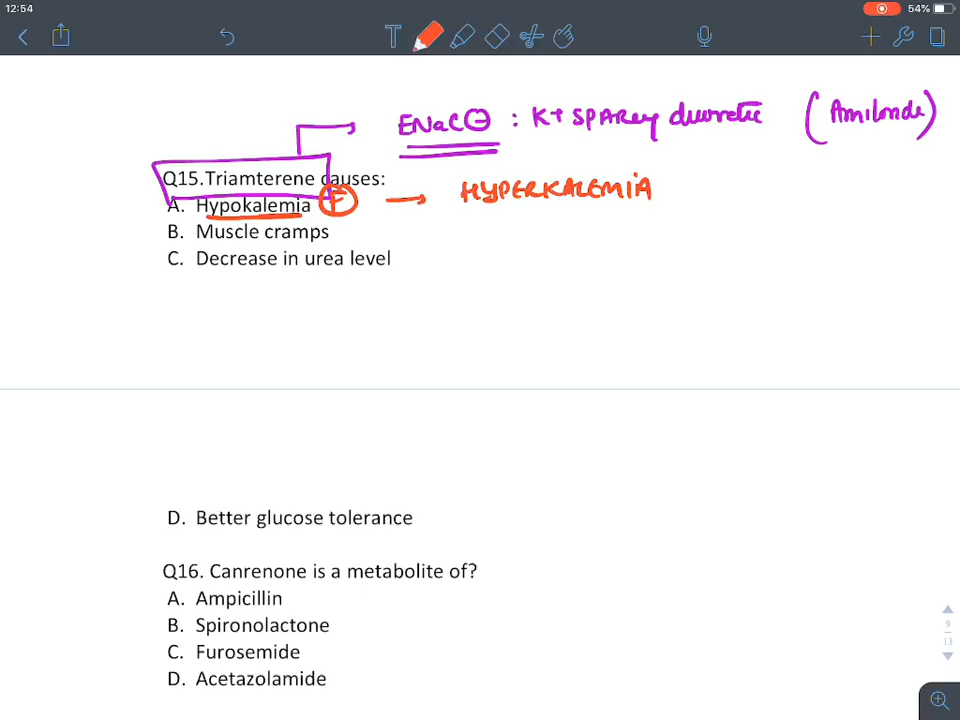 12:54
54%
T
ENaC ⊖ : K+ SPARing diuretic (Amiloride)
Q15.Triamterene causes:
A. Hypokalemia F → HYPERKALEMIA
B. Muscle cramps
C. Decrease in urea level
D. Better glucose tolerance
Q16. Canrenone is a metabolite of?
A. Ampicillin
B. Spironolactone
C. Furosemide
D. Acetazolamide
9
13